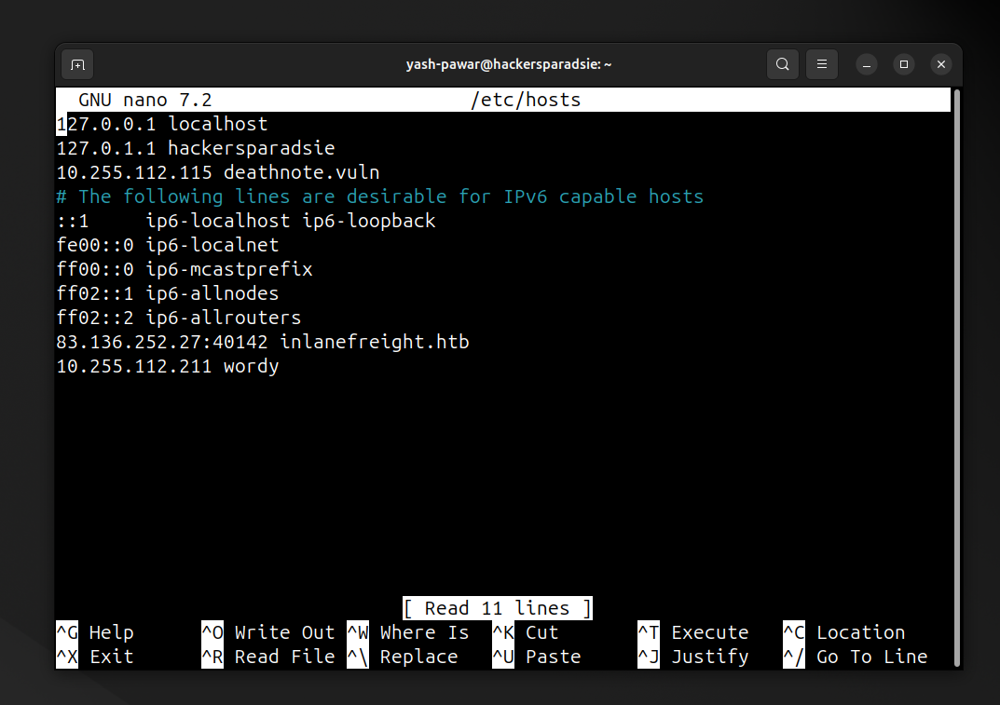 yash-pawar@hackersparadsie: ~
GNU nano 7.2 /etc/hosts
127.0.0.1 localhost
127.0.1.1 hackersparadsie
10.255.112.115 deathnote.vuln
# The following lines are desirable for IPv6 capable hosts
::1     ip6-localhost ip6-loopback
fe00::0 ip6-localnet
ff00::0 ip6-mcastprefix
ff02::1 ip6-allnodes
ff02::2 ip6-allrouters
83.136.252.27:40142 inlanefreight.htb
10.255.112.211 wordy
[ Read 11 lines ]
^G Help ^O Write Out ^W Where Is ^K Cut ^T Execute ^C Location
^X Exit ^R Read File ^\ Replace ^U Paste ^J Justify ^/ Go To Line